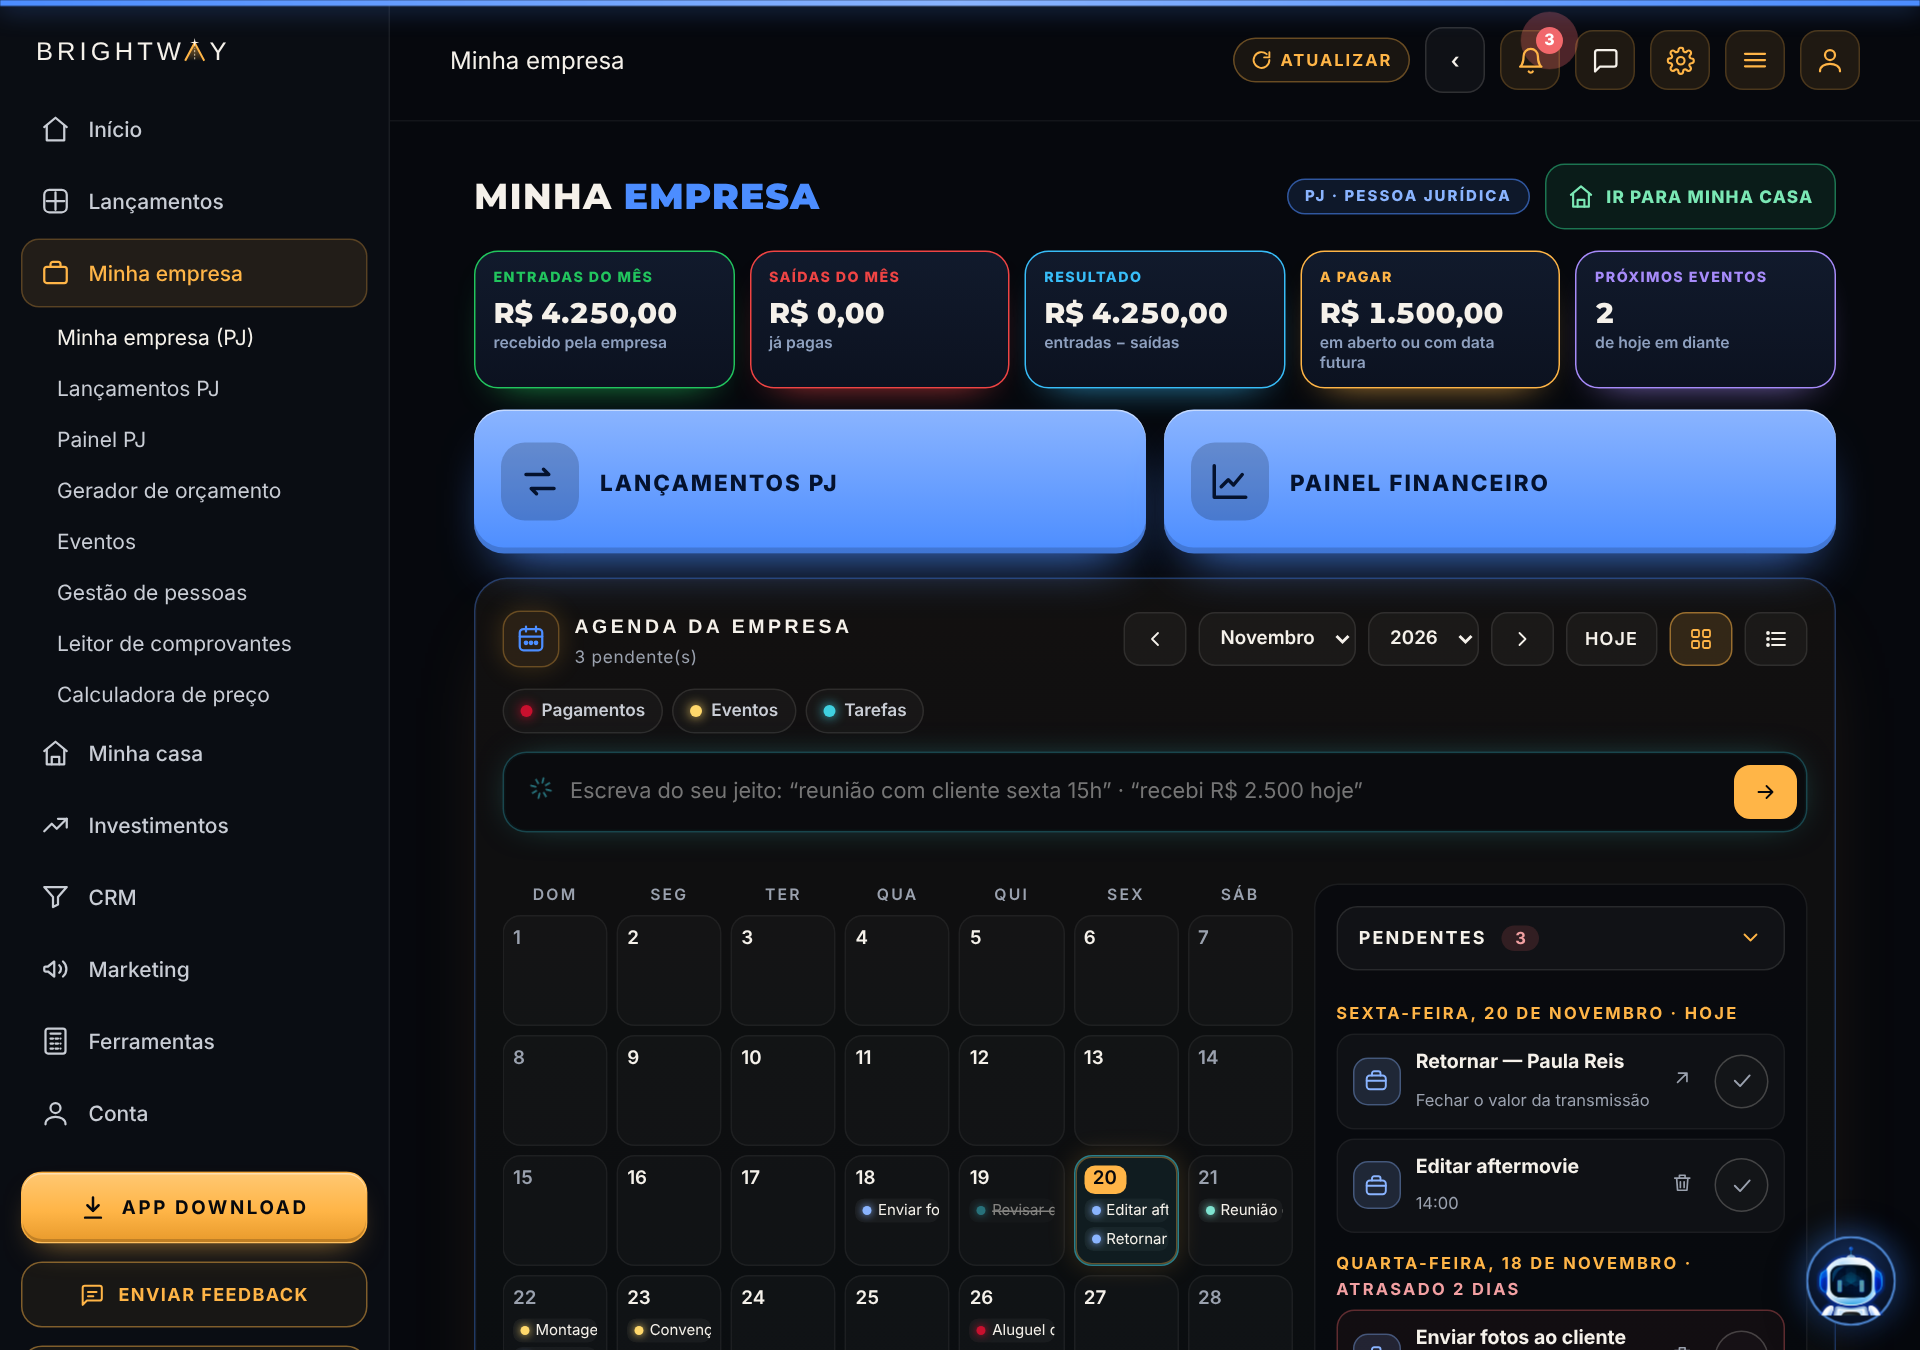 BRIGHTWAY
Início
Lançamentos
Minha empresa
Minha empresa (PJ)
Lançamentos PJ
Painel PJ
Gerador de orçamento
Eventos
Gestão de pessoas
Leitor de comprovantes
Calculadora de preço
Minha casa
Investimentos
CRM
Marketing
Ferramentas
Conta
APP DOWNLOAD
ENVIAR FEEDBACK
Minha empresa
ATUALIZAR
3
MINHA EMPRESA
PJ · PESSOA JURÍDICA
IR PARA MINHA CASA
ENTRADAS DO MÊS
R$ 4.250,00
recebido pela empresa
SAÍDAS DO MÊS
R$ 0,00
já pagas
RESULTADO
R$ 4.250,00
entradas – saídas
A PAGAR
R$ 1.500,00
em aberto ou com data
futura
PRÓXIMOS EVENTOS
2
de hoje em diante
LANÇAMENTOS PJ
PAINEL FINANCEIRO
AGENDA DA EMPRESA
3 pendente(s)
Novembro
2026
HOJE
Pagamentos
Eventos
Tarefas
Escreva do seu jeito: “reunião com cliente sexta 15h” · “recebi R$ 2.500 hoje”
DOM SEG TER QUA QUI SEX SÁB
1 2 3 4 5 6 7
8 9 10 11 12 13 14
15 16 17 18 19 20 21
Enviar fo
Revisar c
Editar aft
Retornar
Reunião
22 23 24 25 26 27 28
Montage
Convenç
Aluguel c
PENDENTES 3
SEXTA-FEIRA, 20 DE NOVEMBRO · HOJE
Retornar — Paula Reis
Fechar o valor da transmissão
Editar aftermovie
14:00
QUARTA-FEIRA, 18 DE NOVEMBRO ·
ATRASADO 2 DIAS
Enviar fotos ao cliente